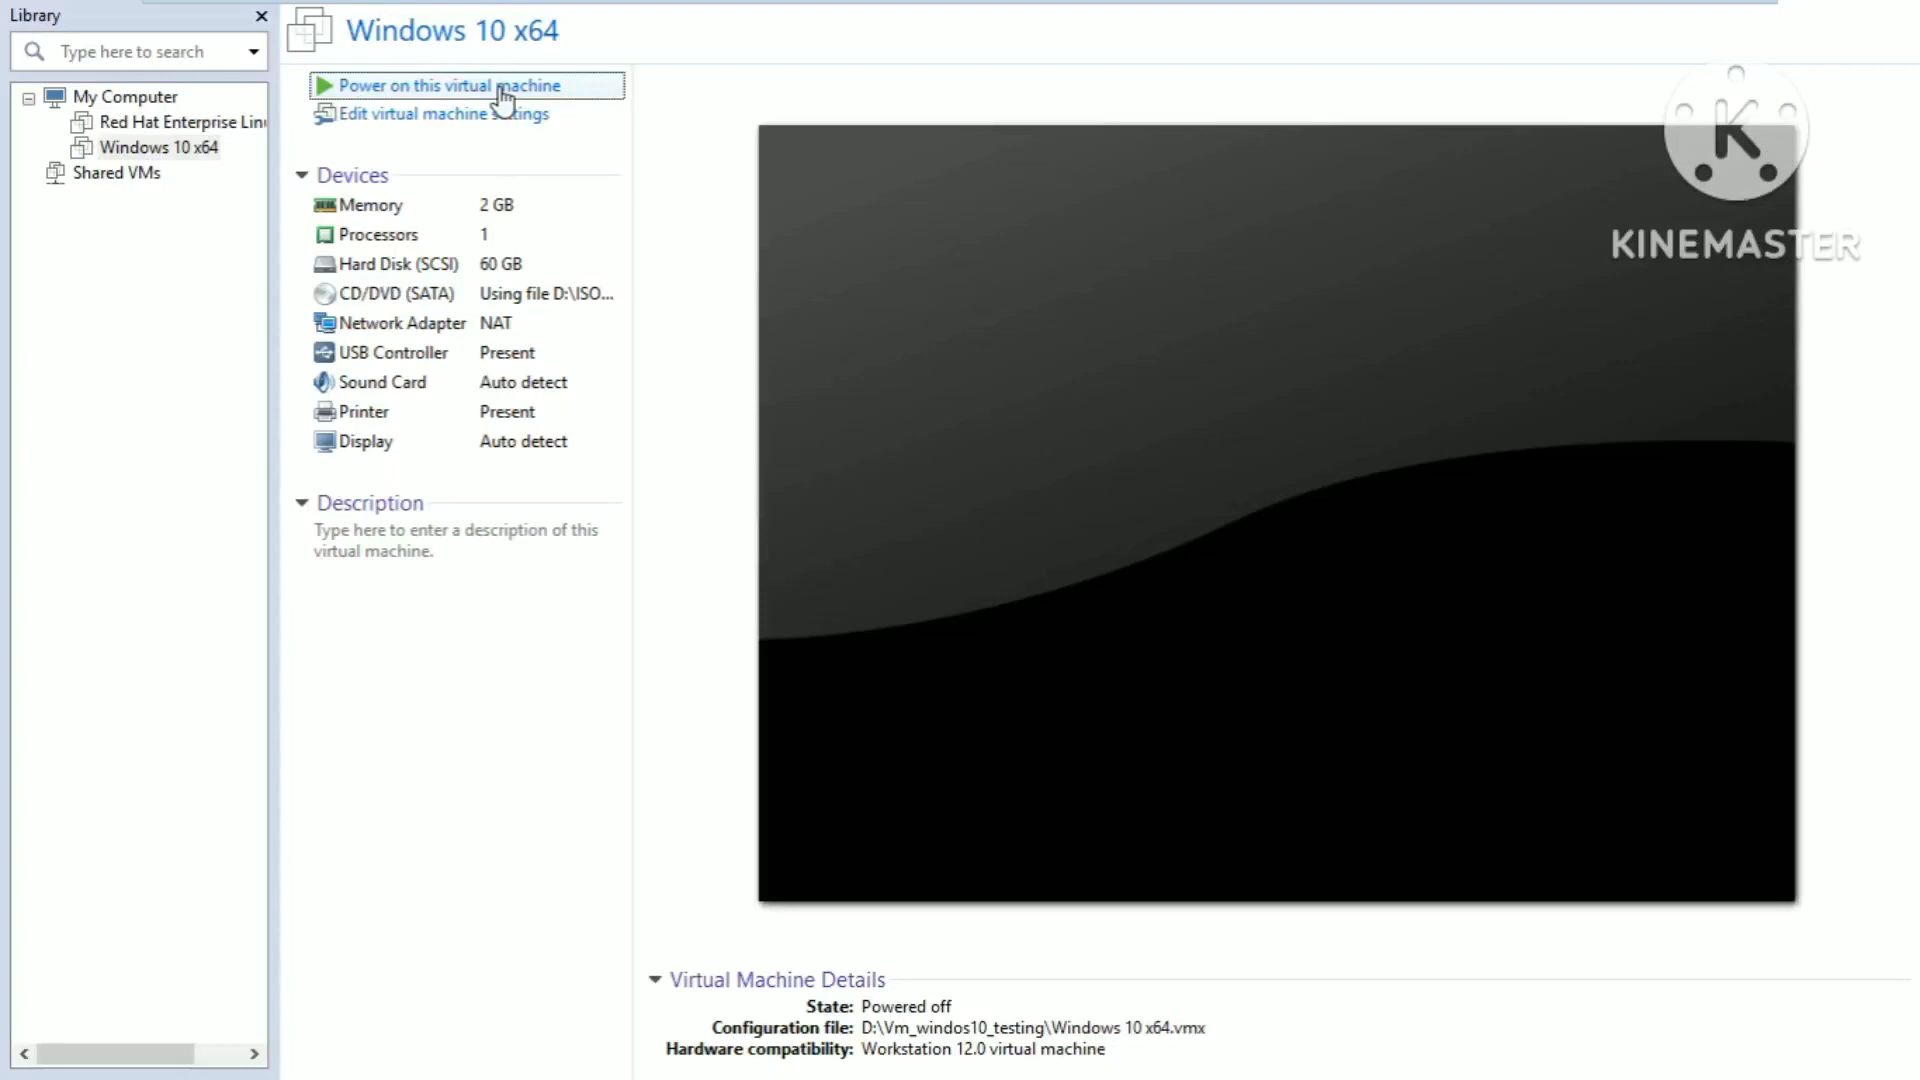 Library
Type here to search
My Computer
Red Hat Enterprise Lin
Windows 10 x64
Shared VMs
Windows 10 x64
Power on this virtual machine
Edit virtual machine settings
Devices
Memory 2 GB
Processors 1
Hard Disk (SCSI) 60 GB
CD/DVD (SATA) Using file D:\ISO...
Network Adapter NAT
USB Controller Present
Sound Card Auto detect
Printer Present
Display Auto detect
Description
Type here to enter a description of this
virtual machine.
K
KINEMASTER
Virtual Machine Details
State: Powered off
Configuration file: D:\Vm_windos10_testing\Windows 10 x64.vmx
Hardware compatibility: Workstation 12.0 virtual machine